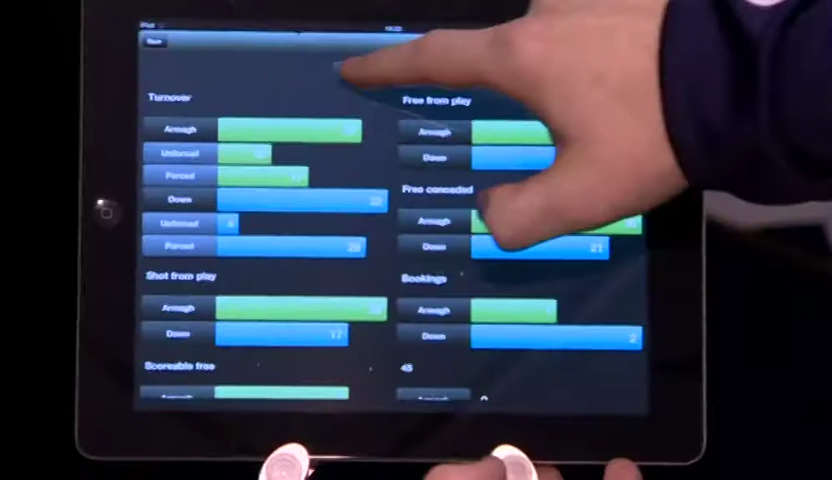 Turnover
Armagh
Unforced
Forced
Down
Unforced
Forced
Shot from play
Armagh
Down
17
Scoreable free
Free from play
Armagh
Down
Free conceded
Armagh
Down
21
Bookings
Armagh
Down
2
45